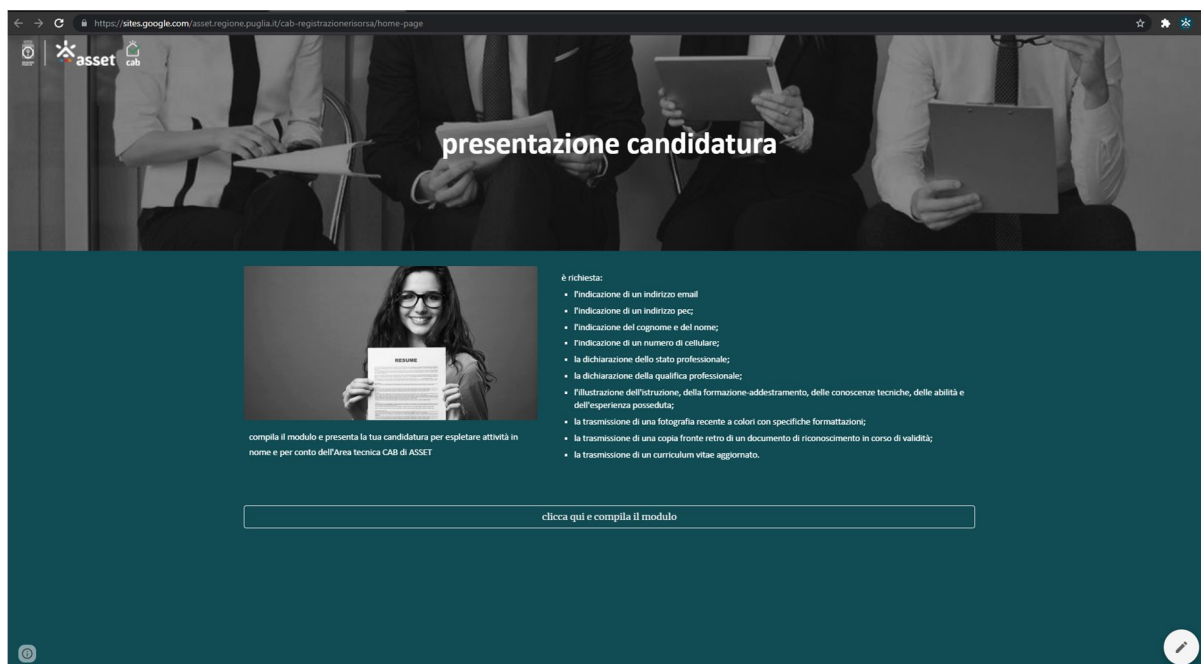 https://sites.google.com/asset.regione.puglia.it/cab-registrazionerisorsa/home-page
asset
cab
presentazione candidatura
RESUME
compila il modulo e presenta la tua candidatura per espletare attività in
nome e per conto dell'Area tecnica CAB di ASSET
è richiesta:
• l'indicazione di un indirizzo email
• l'indicazione di un indirizzo pec;
• l'indicazione del cognome e del nome;
• l'indicazione di un numero di cellulare;
• la dichiarazione dello stato professionale;
• la dichiarazione della qualifica professionale;
• l'illustrazione dell'istruzione, della formazione-addestramento, delle conoscenze tecniche, delle abilità e
dell'esperienza posseduta;
• la trasmissione di una fotografia recente a colori con specifiche formattazioni;
• la trasmissione di una copia fronte retro di un documento di riconoscimento in corso di validità;
• la trasmissione di un curriculum vitae aggiornato.
clicca qui e compila il modulo